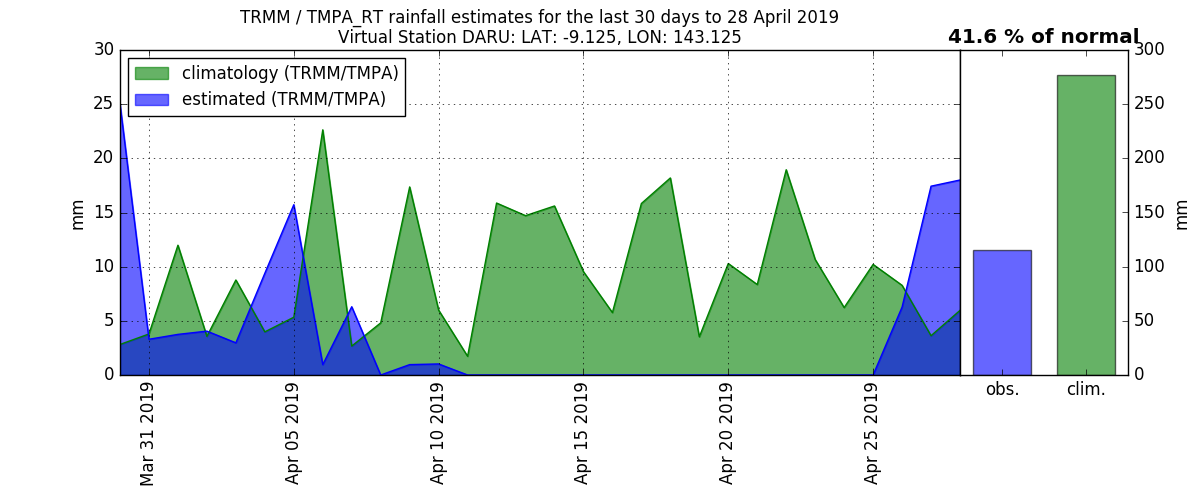 TRMM / TMPA_RT rainfall estimates for the last 30 days to 28 April 2019
Virtual Station DARU: LAT: -9.125, LON: 143.125
41.6 % of normal
climatology (TRMM/TMPA)
estimated (TRMM/TMPA)
30
25
20
15
10
5
0
mm
Mar 31 2019
Apr 05 2019
Apr 10 2019
Apr 15 2019
Apr 20 2019
Apr 25 2019
obs.
clim.
300
250
200
150
100
50
0
mm